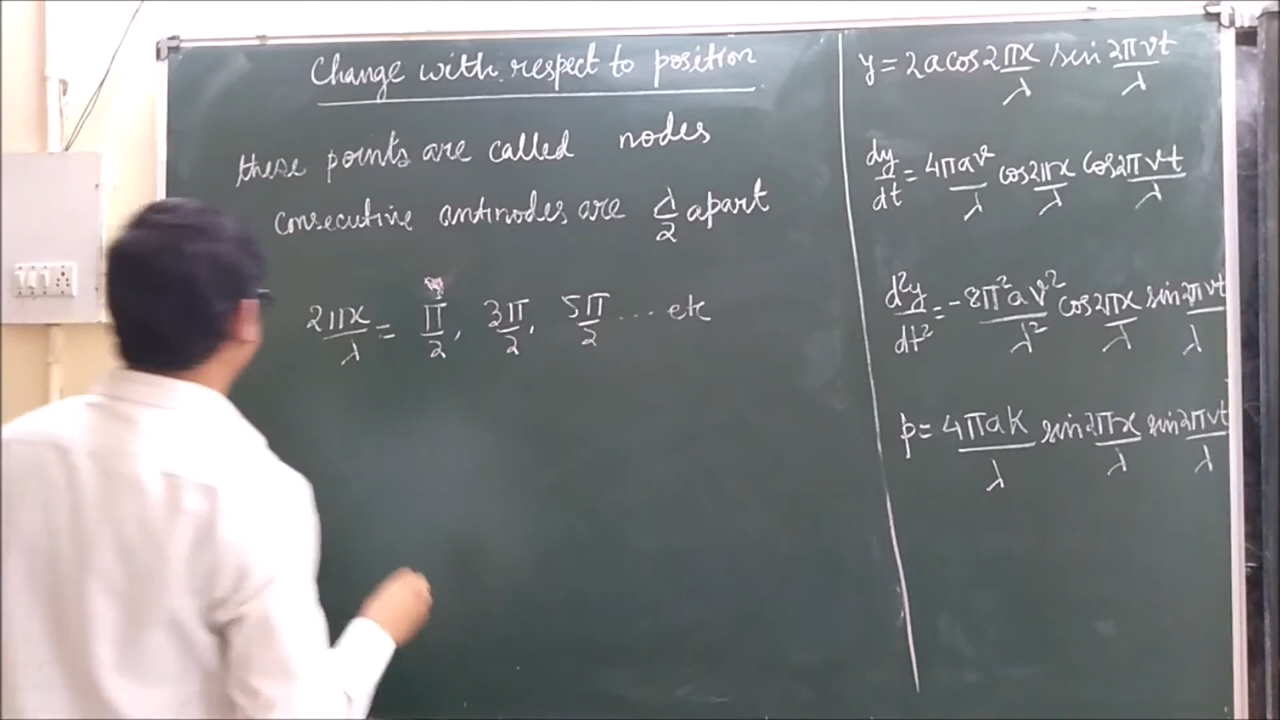 Change with respect to position
these points are called nodes
consecutive antinodes are λ/2 apart
2πx/λ = π/2, 3π/2, 5π/2 ... etc
y = 2a cos 2πx/λ sin 2πvt/λ
dy/dt = 4πav/λ cos 2πx/λ cos 2πvt/λ
d²y/dt² = -8π²av²/λ² cos 2πx/λ sin 2πvt/λ
p = 4πak/λ sin 2πx/λ sin 2πvt/λ